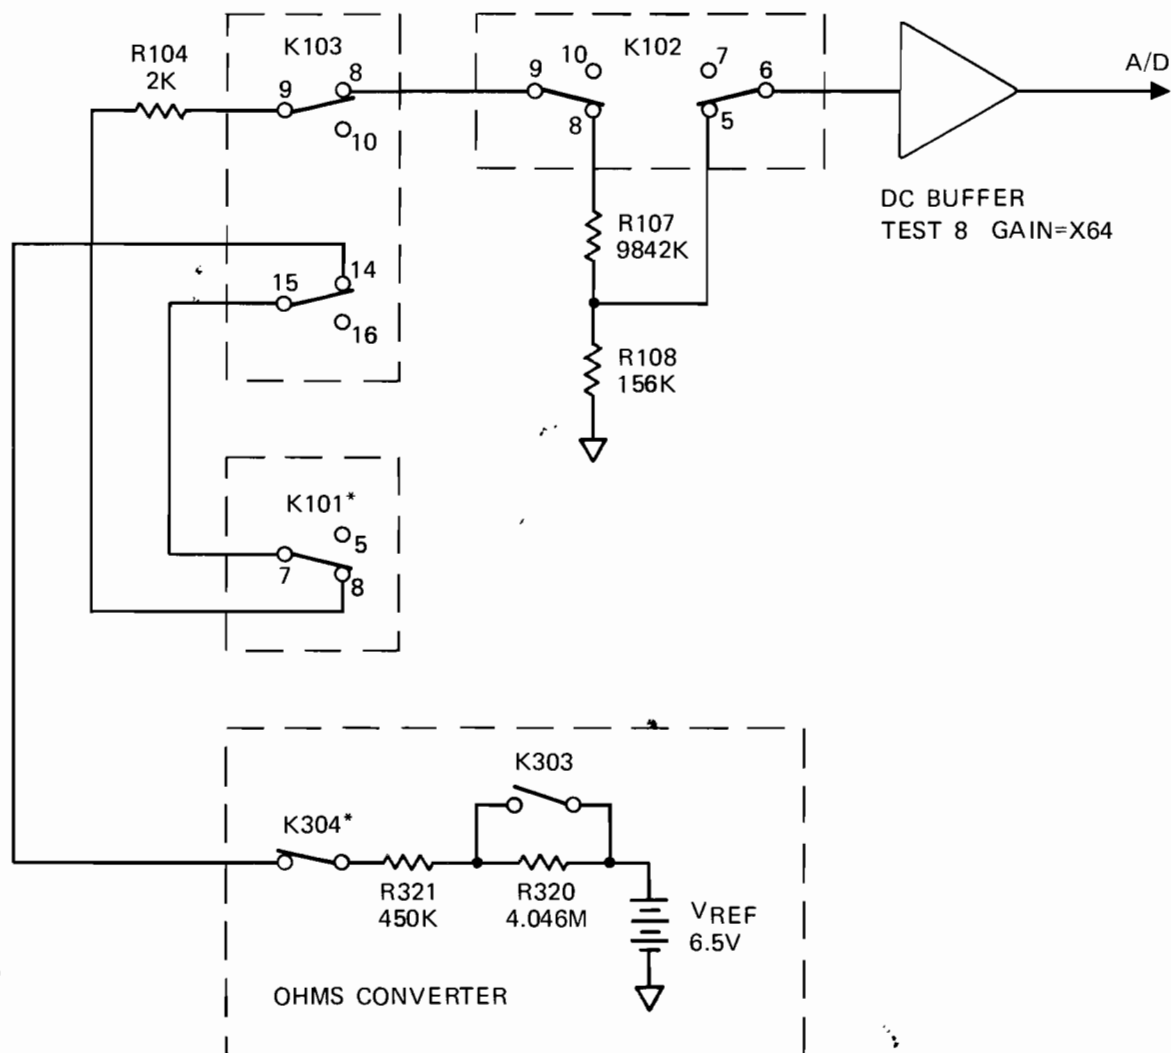 R104
2K
K103
9
8
10
15
14
16
K102
9
10
8
7
6
5
A/D
DC BUFFER
TEST 8 GAIN=X64
R107
9842K
R108
156K
K101*
5
7
8
K303
K304*
R321
450K
R320
4.046M
VREF
6.5V
OHMS CONVERTER